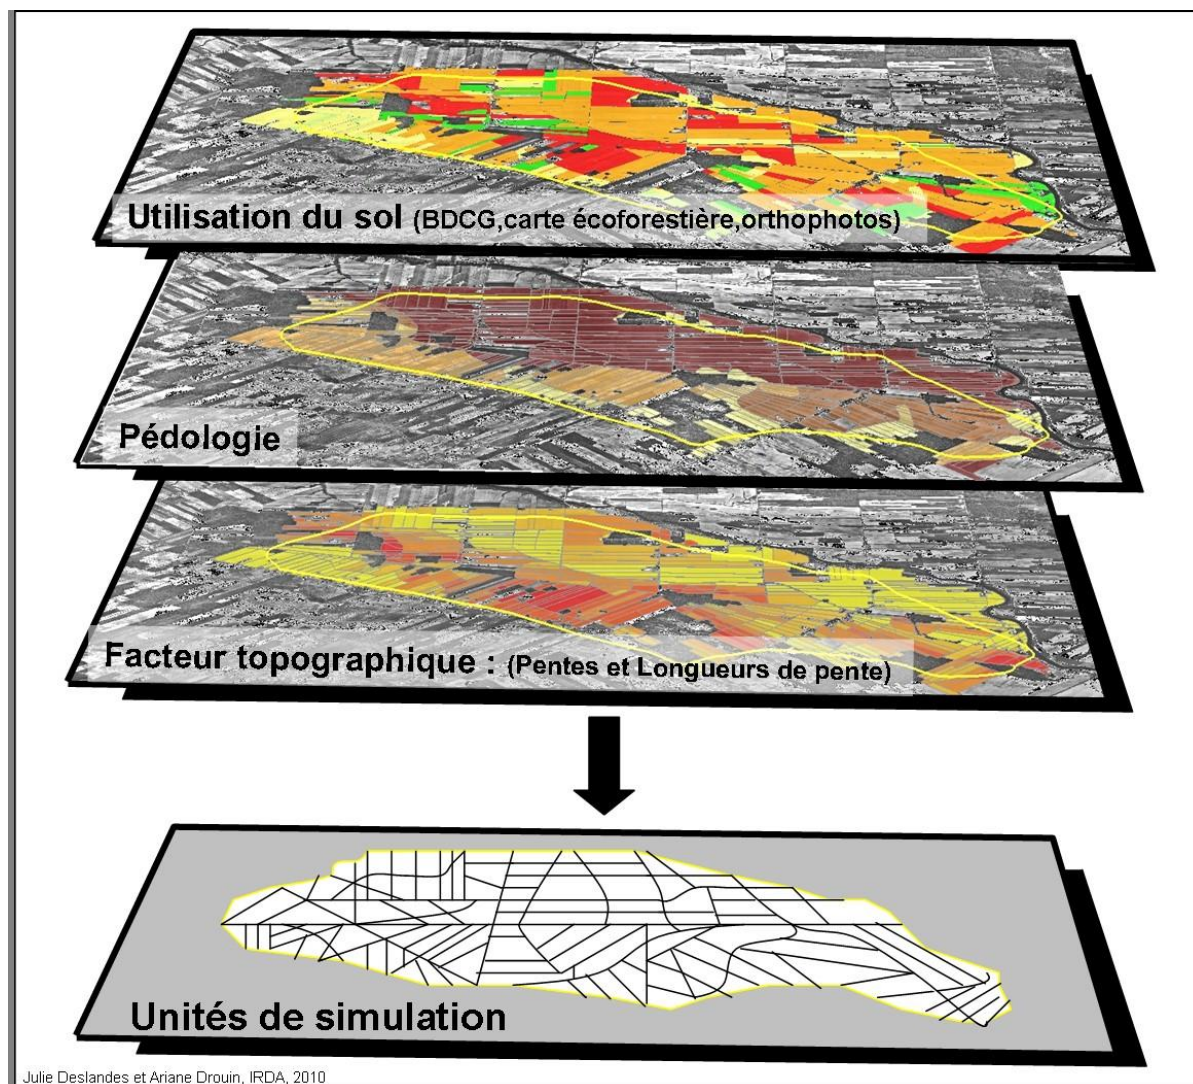 Utilisation du sol (BDCG,carte écoforestière,orthophotos)
Pédologie
Facteur topographique : (Pentes et Longueurs de pente)
Unités de simulation
Julie Deslandes et Ariane Drouin, IRDA, 2010